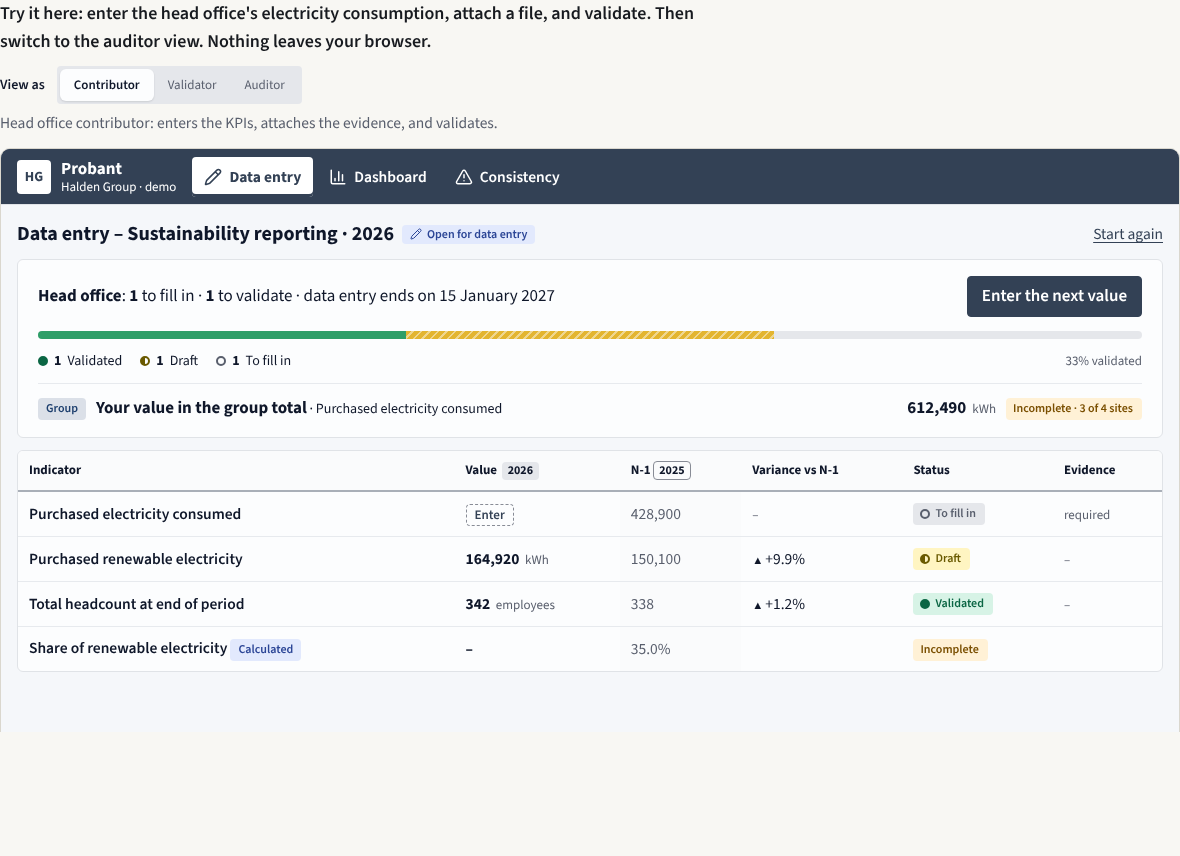 Try it here: enter the head office's electricity consumption, attach a file, and validate. Then
switch to the auditor view. Nothing leaves your browser.
View as Contributor Validator Auditor
Head office contributor: enters the KPIs, attaches the evidence, and validates.
HG Probant
Halden Group · demo
Data entry Dashboard Consistency
Data entry – Sustainability reporting · 2026 Open for data entry Start again
Head office: 1 to fill in · 1 to validate · data entry ends on 15 January 2027 Enter the next value
1 Validated 1 Draft 1 To fill in 33% validated
Group Your value in the group total · Purchased electricity consumed 612,490 kWh Incomplete · 3 of 4 sites
Indicator Value 2026 N-1 2025 Variance vs N-1 Status Evidence
Purchased electricity consumed Enter 428,900 – To fill in required
Purchased renewable electricity 164,920 kWh 150,100 ▲ +9.9% Draft –
Total headcount at end of period 342 employees 338 ▲ +1.2% Validated –
Share of renewable electricity Calculated – 35.0% Incomplete